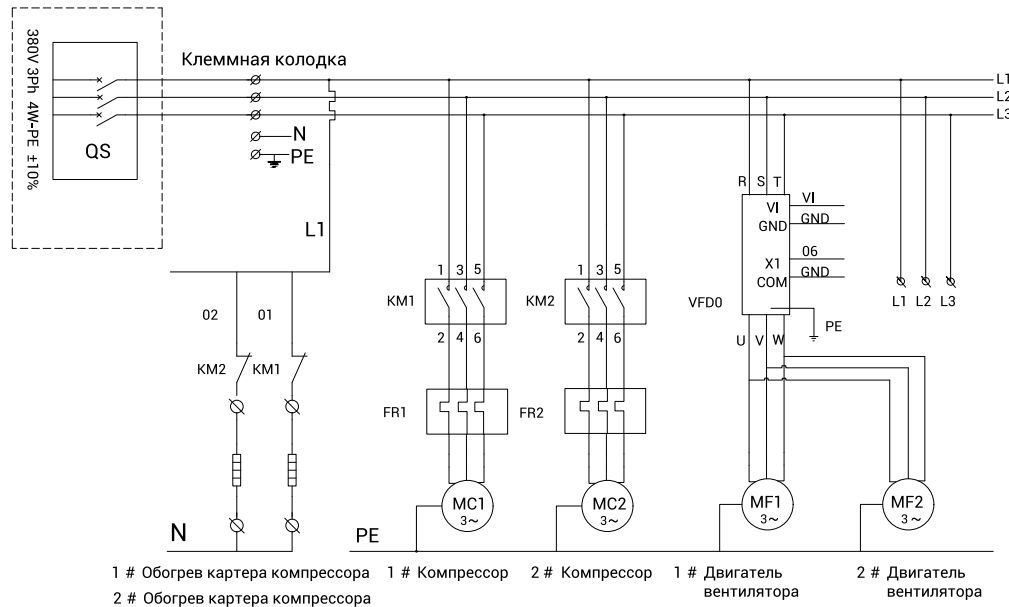 380V 3Ph 4W-PE ±10%
QS
Клеммная колодка
L1
L2
L3
N
PE
L1
R S T
VI VI
GND GND
X1 06
COM GND
VFD0
PE
U V W
L1 L2 L3
1 3 5
KM1
2 4 6
1 3 5
KM2
2 4 6
02 01
KM2 KM1
FR1
FR2
MC1
3~
MC2
3~
MF1
3~
MF2
3~
N
PE
1 # Обогрев картера компрессора
2 # Обогрев картера компрессора
1 # Компрессор
2 # Компрессор
1 # Двигатель
вентилятора
2 # Двигатель
вентилятора